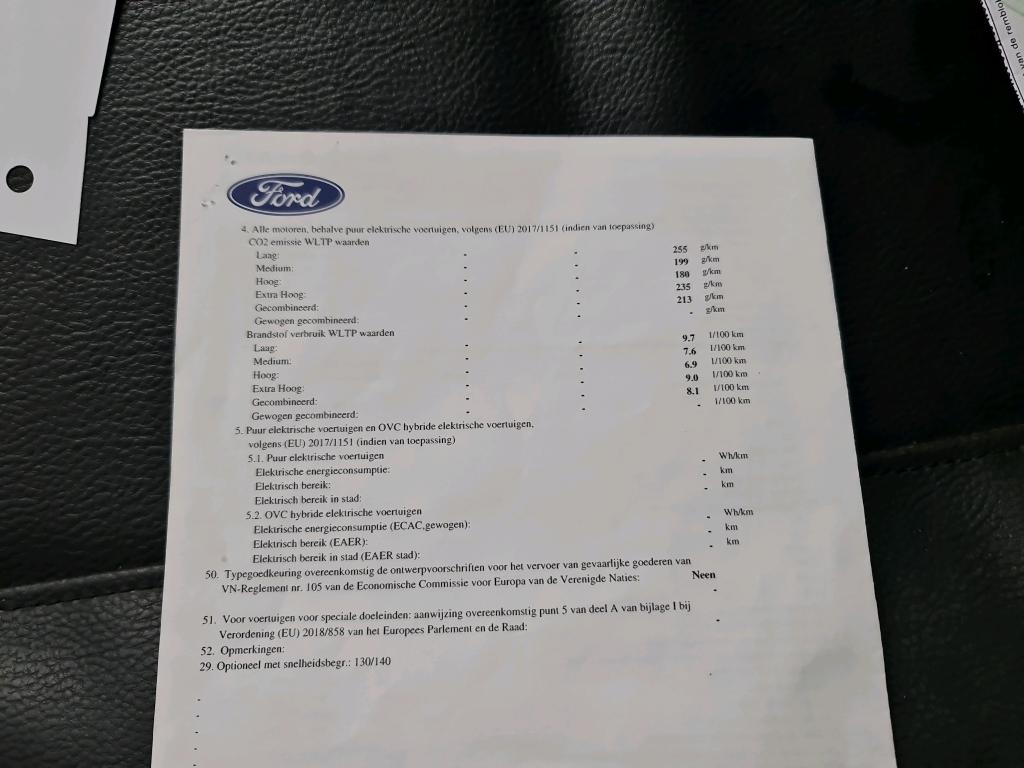 van de remblok
Ford
4. Alle motoren, behalve puur elektrische voertuigen, volgens (EU) 2017/1151 (indien van toepassing)
CO2 emissie WLTP waarden
Laag: - - 255 g/km
Medium: - - 199 g/km
Hoog: - - 180 g/km
Extra Hoog: - - 235 g/km
Gecombineerd: - - 213 g/km
Gewogen gecombineerd: - - - g/km
Brandstof verbruik WLTP waarden
Laag: - - 9.7 l/100 km
Medium: - - 7.6 l/100 km
Hoog: - - 6.9 l/100 km
Extra Hoog: - - 9.0 l/100 km
Gecombineerd: - - 8.1 l/100 km
Gewogen gecombineerd: - - - l/100 km
5. Puur elektrische voertuigen en OVC hybride elektrische voertuigen,
volgens (EU) 2017/1151 (indien van toepassing)
5.1. Puur elektrische voertuigen
Elektrische energieconsumptie: - Wh/km
Elektrisch bereik: - km
Elektrisch bereik in stad: - km
5.2. OVC hybride elektrische voertuigen
Elektrische energieconsumptie (ECAC,gewogen): - Wh/km
Elektrisch bereik (EAER): - km
Elektrisch bereik in stad (EAER stad): - km
50. Typegoedkeuring overeenkomstig de ontwerpvoorschriften voor het vervoer van gevaarlijke goederen van
VN-Reglement nr. 105 van de Economische Commissie voor Europa van de Verenigde Naties: Neen
-
51. Voor voertuigen voor speciale doeleinden: aanwijzing overeenkomstig punt 5 van deel A van bijlage I bij
Verordening (EU) 2018/858 van het Europees Parlement en de Raad: -
52. Opmerkingen:
29. Optioneel met snelheidsbegr.: 130/140
-
-
-
-
-